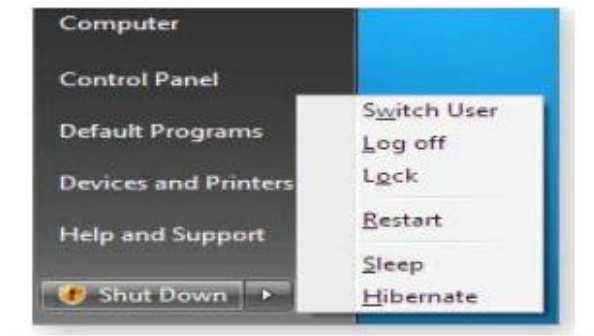 Computer
Control Panel
Default Programs
Devices and Printers
Help and Support
Shut Down
Switch User
Log off
Lock
Restart
Sleep
Hibernate